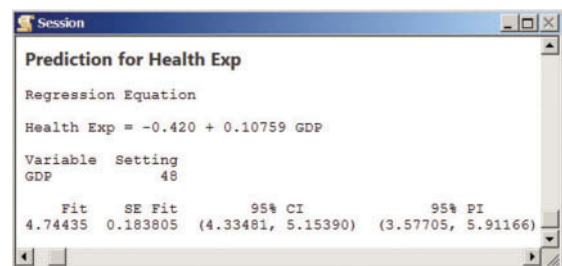 Session
Prediction for Health Exp
Regression Equation
Health Exp = -0.420 + 0.10759 GDP
Variable Setting
GDP 48
Fit SE Fit 95% CI 95% PI
4.74435 0.183805 (4.33481, 5.15390) (3.57705, 5.91166)